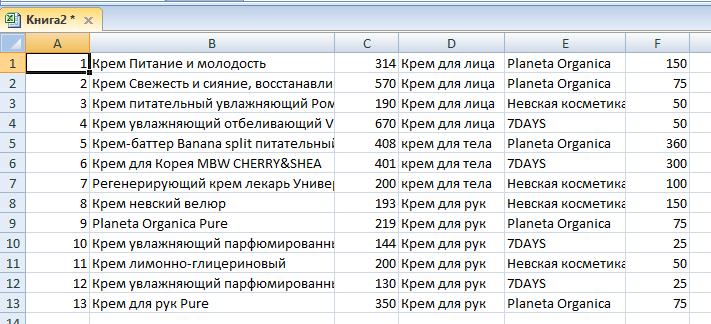 Книга2 *
A B C D E F
1 1 Крем Питание и молодость 314 Крем для лица Planeta Organica 150
2 2 Крем Свежесть и сияние, восстанавли 570 Крем для лица Planeta Organica 75
3 3 Крем питательный увлажняющий Ром 190 Крем для лица Невская косметика 50
4 4 Крем увлажняющий отбеливающий V 670 Крем для лица 7DAYS 50
5 5 Крем-баттер Banana split питательный 408 крем для тела Planeta Organica 360
6 6 Крем для Корея MBW CHERRY&SHEA 401 крем для тела 7DAYS 300
7 7 Регенерирующий крем лекарь Универ 200 крем для тела Невская косметика 100
8 8 Крем невский велюр 193 Крем для рук Невская косметика 150
9 9 Planeta Organica Pure 219 Крем для рук Planeta Organica 75
10 10 Крем увлажняющий парфюмированны 144 Крем для рук 7DAYS 25
11 11 Крем лимонно-глицериновый 200 Крем для рук Невская косметика 50
12 12 Крем увлажняющий парфюмированны 130 Крем для рук 7DAYS 25
13 13 Крем для рук Pure 350 Крем для рук Planeta Organica 75
14